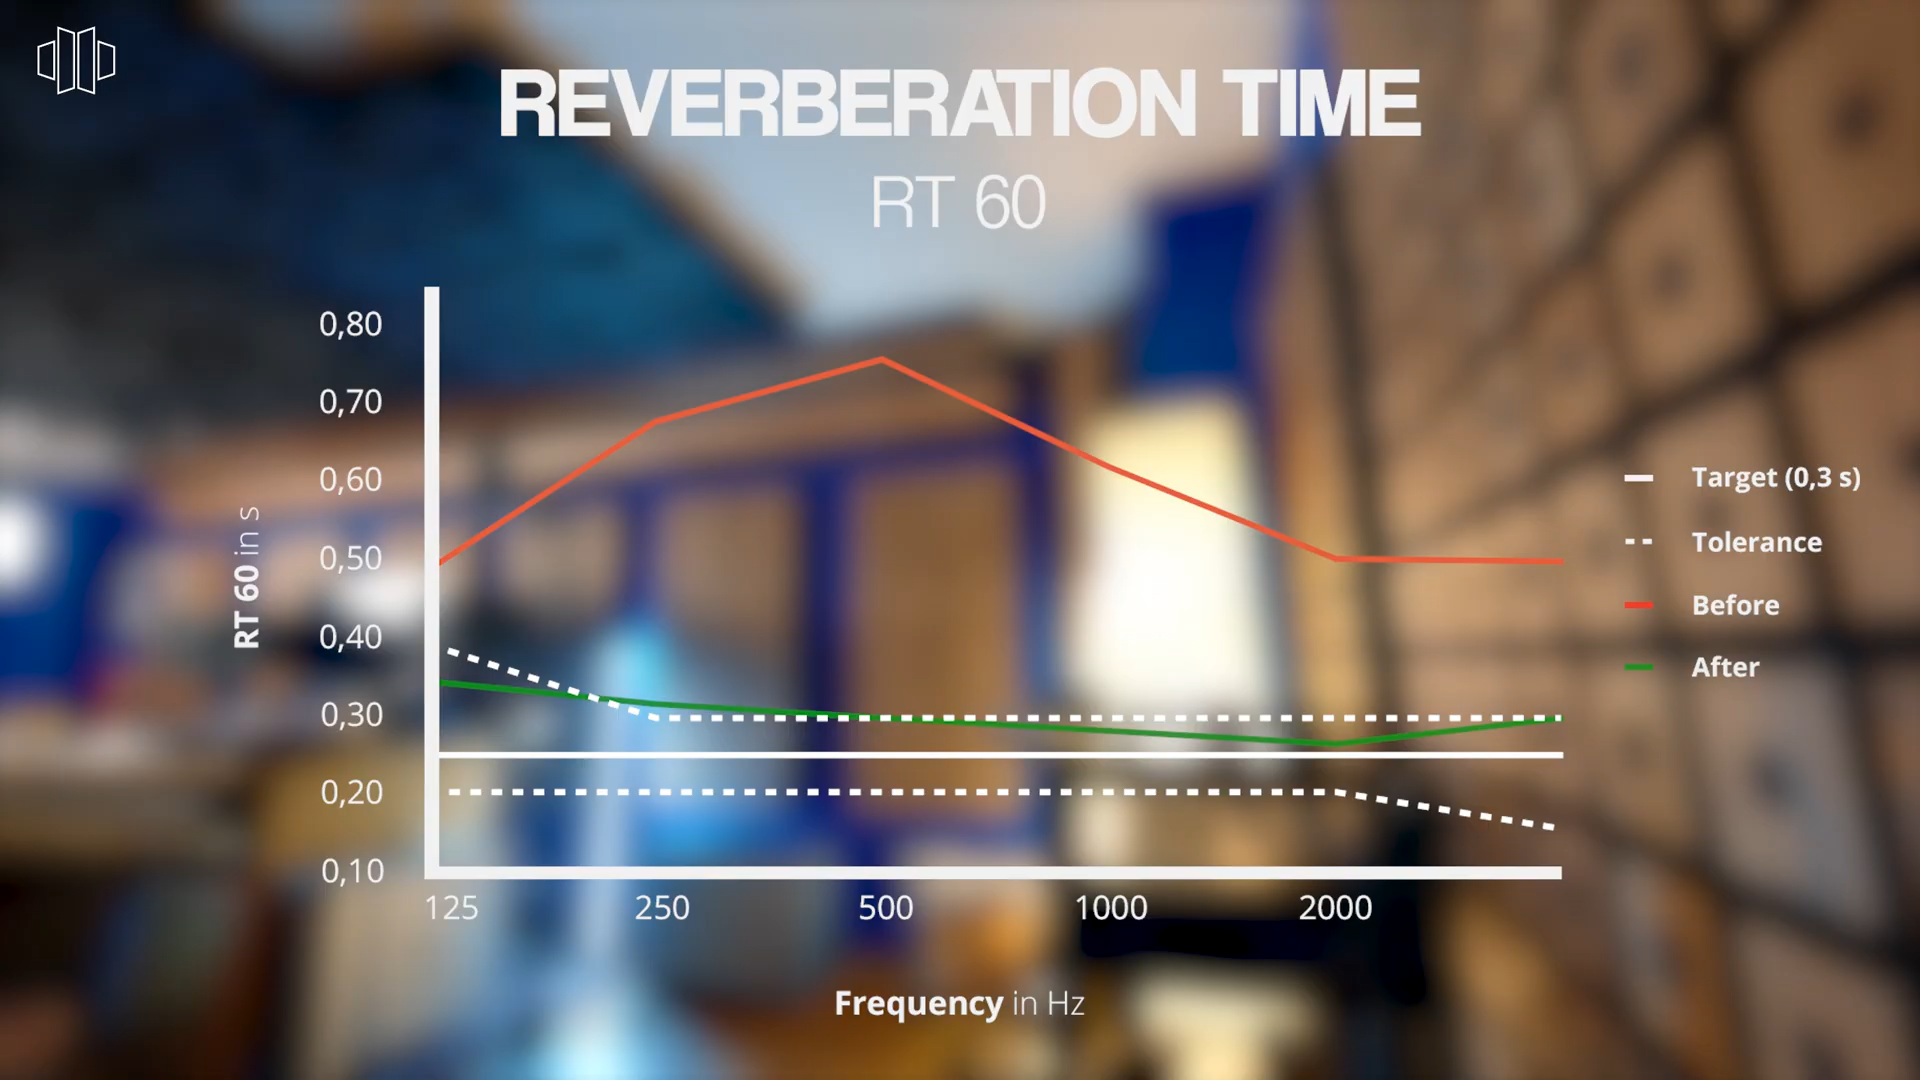 REVERBERATION TIME
RT 60
0,80
0,70
0,60
0,50
0,40
0,30
0,20
0,10
RT 60 in s
125 250 500 1000 2000
Frequency in Hz
Target (0,3 s)
Tolerance
Before
After